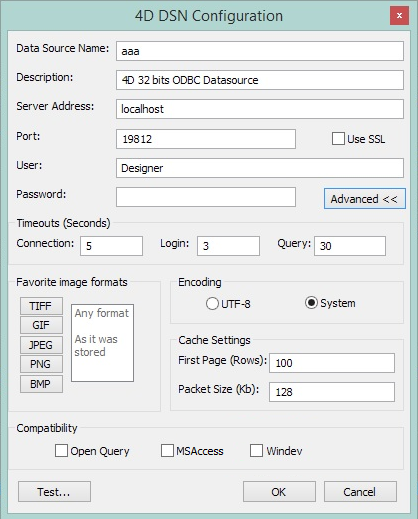 4D DSN Configuration
x
Data Source Name: aaa
Description: 4D 32 bits ODBC Datasource
Server Address: localhost
Port: 19812 Use SSL
User: Designer
Password: Advanced <<
Timeouts (Seconds)
Connection: 5 Login: 3 Query: 30
Favorite image formats
TIFF
GIF
JPEG
PNG
BMP
Any format
As it was
stored
Encoding
UTF-8 System
Cache Settings
First Page (Rows): 100
Packet Size (Kb): 128
Compatibility
Open Query MSAccess Windev
Test... OK Cancel